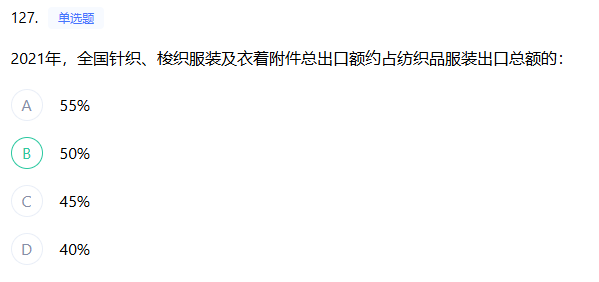 127. 单选题
2021年，全国针织、梭织服装及衣着附件总出口额约占纺织品服装出口总额的：
A 55%
B 50%
C 45%
D 40%